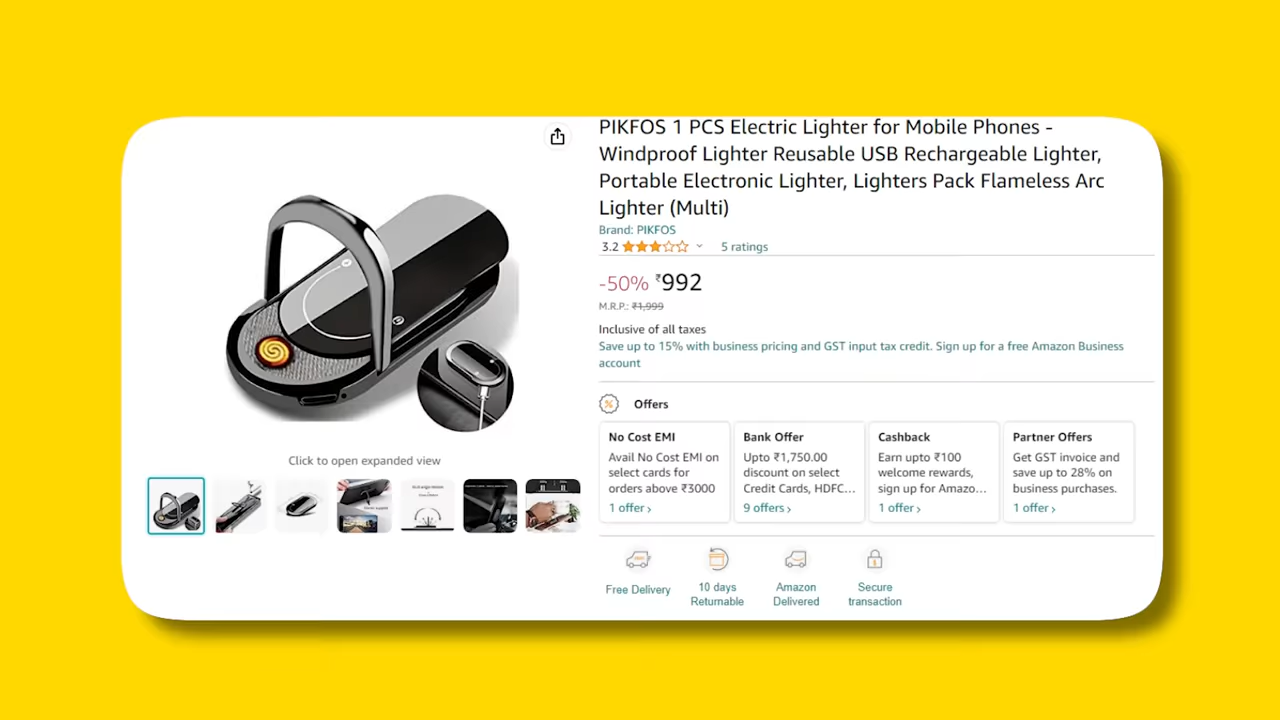 PIKFOS 1 PCS Electric Lighter for Mobile Phones -
Windproof Lighter Reusable USB Rechargeable Lighter,
Portable Electronic Lighter, Lighters Pack Flameless Arc
Lighter (Multi)
Brand: PIKFOS
3.2 5 ratings
-50% ₹992
M.R.P.: ₹1,999
Inclusive of all taxes
Save up to 15% with business pricing and GST input tax credit. Sign up for a free Amazon Business
account
Click to open expanded view
Offers
No Cost EMI
Avail No Cost EMI on
select cards for
orders above ₹3000
1 offer ›
Bank Offer
Upto ₹1,750.00
discount on select
Credit Cards, HDFC…
9 offers ›
Cashback
Earn upto ₹100
welcome rewards,
sign up for Amazo…
1 offer ›
Partner Offers
Get GST invoice and
save up to 28% on
business purchases.
1 offer ›
Free Delivery
10 days
Returnable
Amazon
Delivered
Secure
transaction